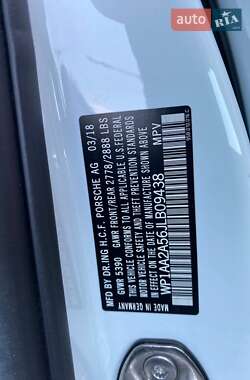 AUTO RIA
MFD BY DR.ING H.C.F. PORSCHE AG
03/18
GAWR FRONT/REAR 2778/2888 LBS
GVWR 5390
THIS VEHICLE CONFORMS TO ALL APPLICABLE U.S.FEDERAL
MOTOR VEHICLE SAFETY AND THEFT PREVENTION STANDARDS
IN EFFECT ON THE DATE OF MANUFACTURE SHOWN ABOVE
WP1AA2A56JLB09438
MPV
MADE IN GERMANY